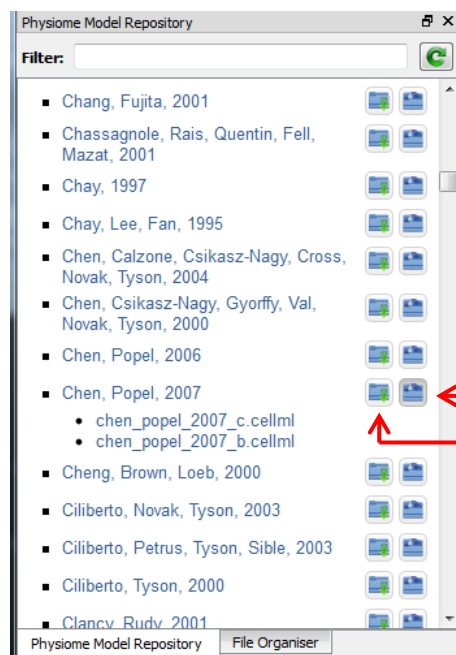 Physiome Model Repository
Filter:
Chang, Fujita, 2001
Chassagnole, Rais, Quentin, Fell,
Mazat, 2001
Chay, 1997
Chay, Lee, Fan, 1995
Chen, Calzone, Csikasz-Nagy, Cross,
Novak, Tyson, 2004
Chen, Csikasz-Nagy, Gyorffy, Val,
Novak, Tyson, 2000
Chen, Popel, 2006
Chen, Popel, 2007
chen_popel_2007_c.cellml
chen_popel_2007_b.cellml
Cheng, Brown, Loeb, 2000
Ciliberto, Novak, Tyson, 2003
Ciliberto, Petrus, Tyson, Sible, 2003
Ciliberto, Tyson, 2000
Clancy, Rudy, 2001
Physiome Model Repository File Organiser